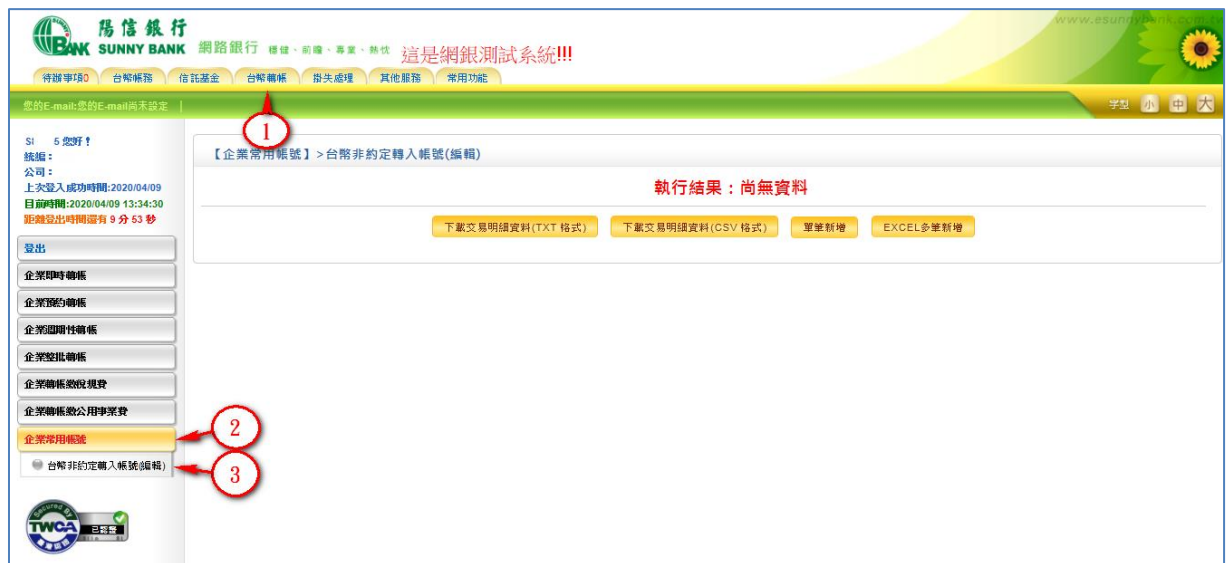 www.esunnybank.com.tw
陽信銀行
BANK SUNNY BANK 網路銀行 穩健、前瞻、專業、熱忱 這是網銀測試系統!!!
待辦事項0 台幣帳務 信託基金 台幣轉帳 掛失處理 其他服務 常用功能
您的E-mail:您的E-mail尚未設定 | 字型 小 中 大
1
SI 5 您好！
統編：
公司：
上次登入成功時間:2020/04/09
目前時間:2020/04/09 13:34:30
距離登出時間還有 9 分 53 秒
【企業常用帳號】>台幣非約定轉入帳號(編輯)
執行結果：尚無資料
下載交易明細資料(TXT 格式) 下載交易明細資料(CSV 格式) 單筆新增 EXCEL多筆新增
登出
企業即時轉帳
企業預約轉帳
企業週期性轉帳
企業整批轉帳
企業轉帳繳稅規費
企業轉帳繳公用事業費
企業常用帳號
2
台幣非約定轉入帳號(編輯)
3
Secured By
TWCA 已認證